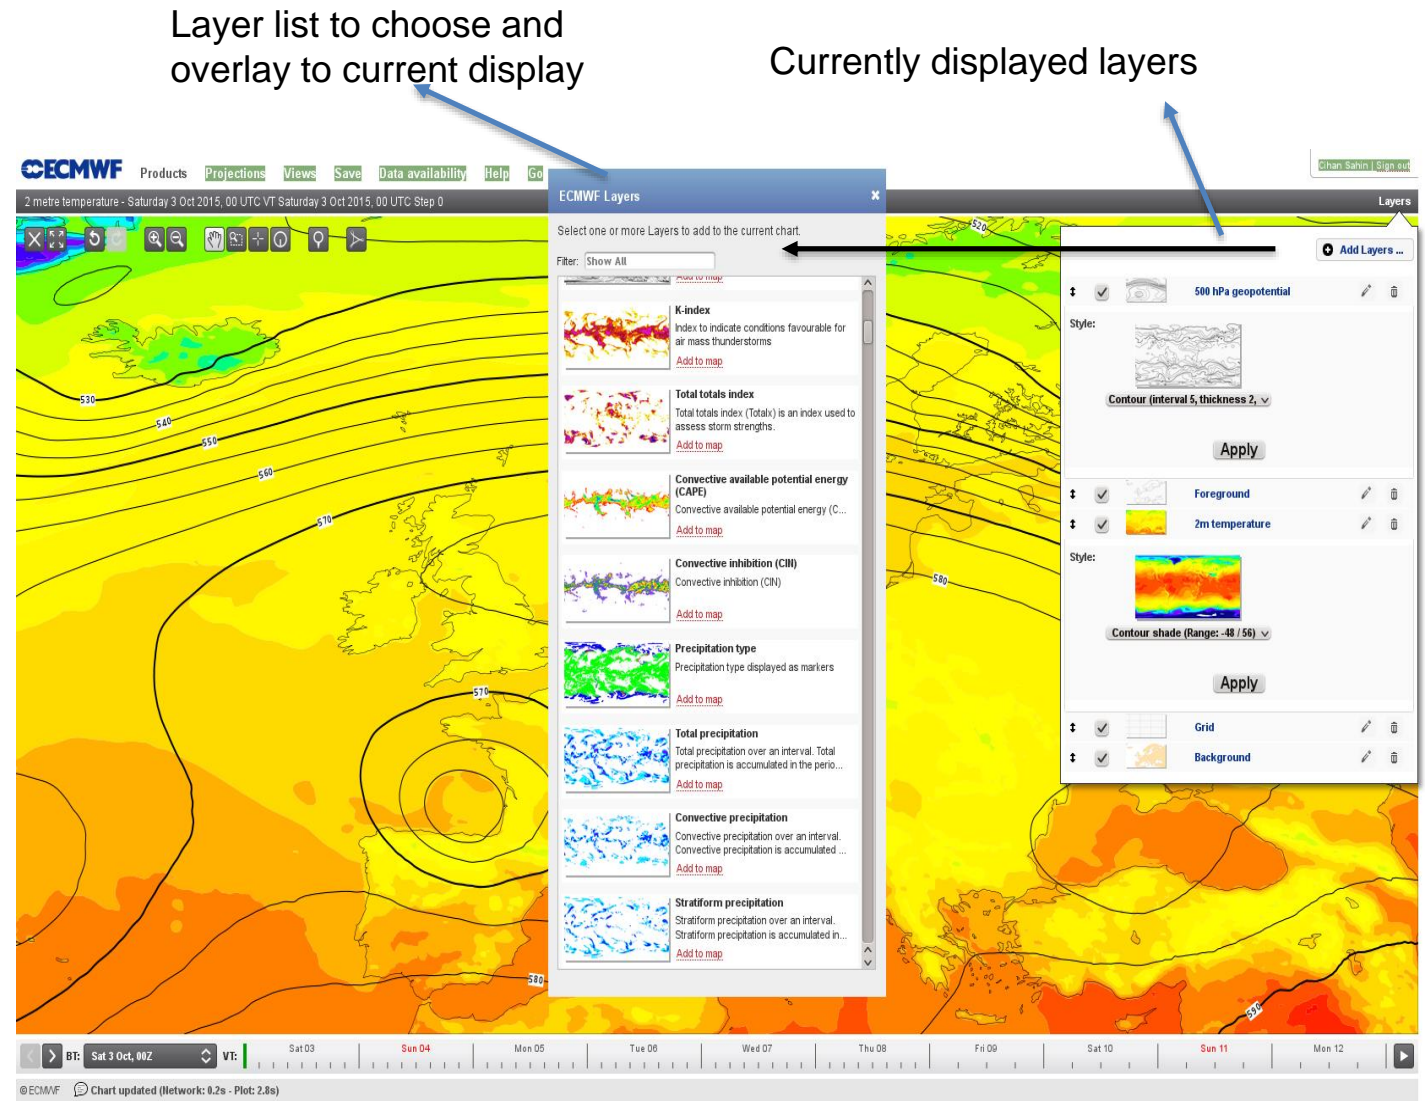 Layer list to choose and
overlay to current display
Currently displayed layers
ECMWF Products Projections Views Save Data availability Help Go
Cihan Sahin | Sign out
2 metre temperature - Saturday 3 Oct 2015, 00 UTC VT Saturday 3 Oct 2015, 00 UTC Step 0
Layers
ECMWF Layers
Select one or more Layers to add to the current chart.
Filter: Show All
Add to map
K-index
Index to indicate conditions favourable for
air mass thunderstorms
Add to map
Total totals index
Total totals index (Totalx) is an index used to
assess storm strengths.
Add to map
Convective available potential energy
(CAPE)
Convective available potential energy (C...
Add to map
Convective inhibition (CIN)
Convective inhibition (CIN)
Add to map
Precipitation type
Precipitation type displayed as markers
Add to map
Total precipitation
Total precipitation over an interval. Total
precipitation is accumulated in the perio...
Add to map
Convective precipitation
Convective precipitation over an interval.
Convective precipitation is accumulated ...
Add to map
Stratiform precipitation
Stratiform precipitation over an interval.
Stratiform precipitation is accumulated in...
Add to map
Add Layers ...
500 hPa geopotential
Style:
Contour (interval 5, thickness 2,
Apply
Foreground
2m temperature
Style:
Contour shade (Range: -48 / 56)
Apply
Grid
Background
520
530
540
550
560
570
580
570
580
590
BT: Sat 3 Oct, 00Z VT: Sat 03 Sun 04 Mon 05 Tue 06 Wed 07 Thu 08 Fri 09 Sat 10 Sun 11 Mon 12
© ECMWF Chart updated (Network: 0.2s - Plot: 2.8s)